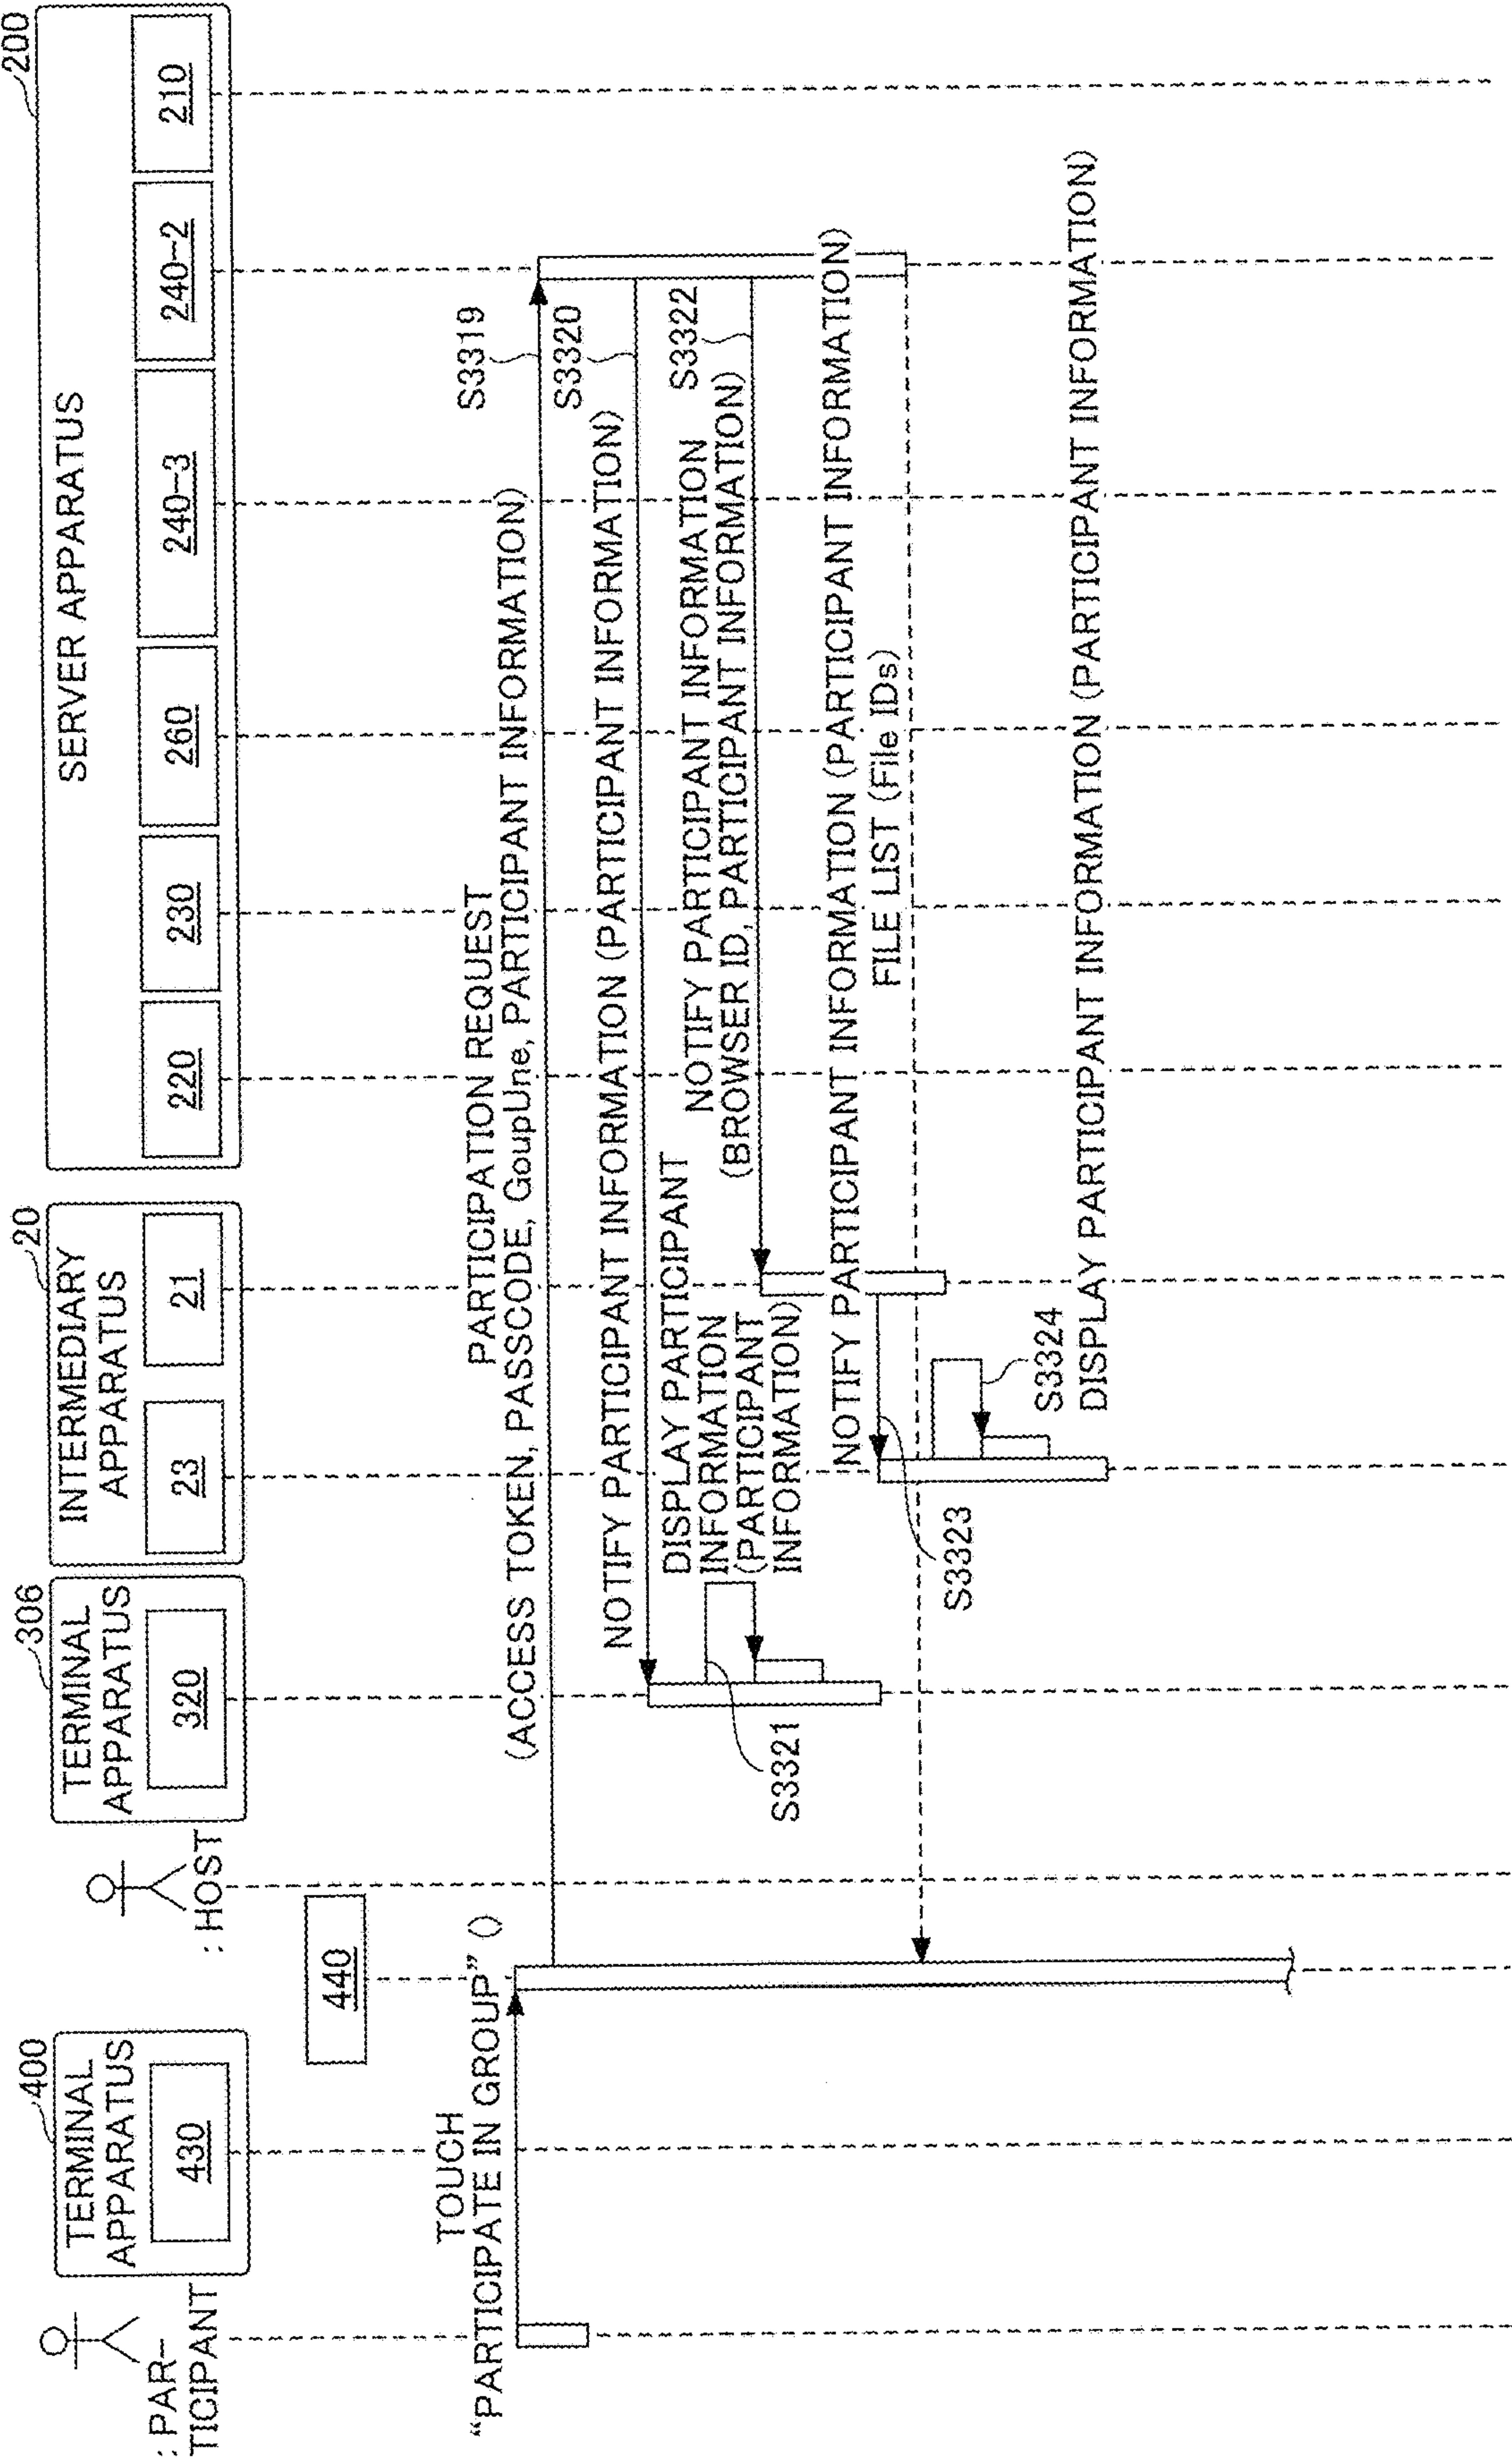 : PAR-
TICIPANT
400
TERMINAL
APPARATUS
430
440
: HOST
306
TERMINAL
APPARATUS
320
20
INTERMEDIARY
APPARATUS
23
21
200
SERVER APPARATUS
220
230
260
240-3
240-2
210
TOUCH
“PARTICIPATE IN GROUP” ()
PARTICIPATION REQUEST
(ACCESS TOKEN, PASSCODE, GoupUne, PARTICIPANT INFORMATION)
S3319
NOTIFY PARTICIPANT INFORMATION (PARTICIPANT INFORMATION)
S3320
DISPLAY PARTICIPANT
INFORMATION
(PARTICIPANT
INFORMATION)
S3321
NOTIFY PARTICIPANT INFORMATION
(BROWSER ID, PARTICIPANT INFORMATION)
S3322
NOTIFY PARTICIPANT INFORMATION (PARTICIPANT INFORMATION)
FILE LIST (File IDs)
S3323
S3324
DISPLAY PARTICIPANT INFORMATION (PARTICIPANT INFORMATION)